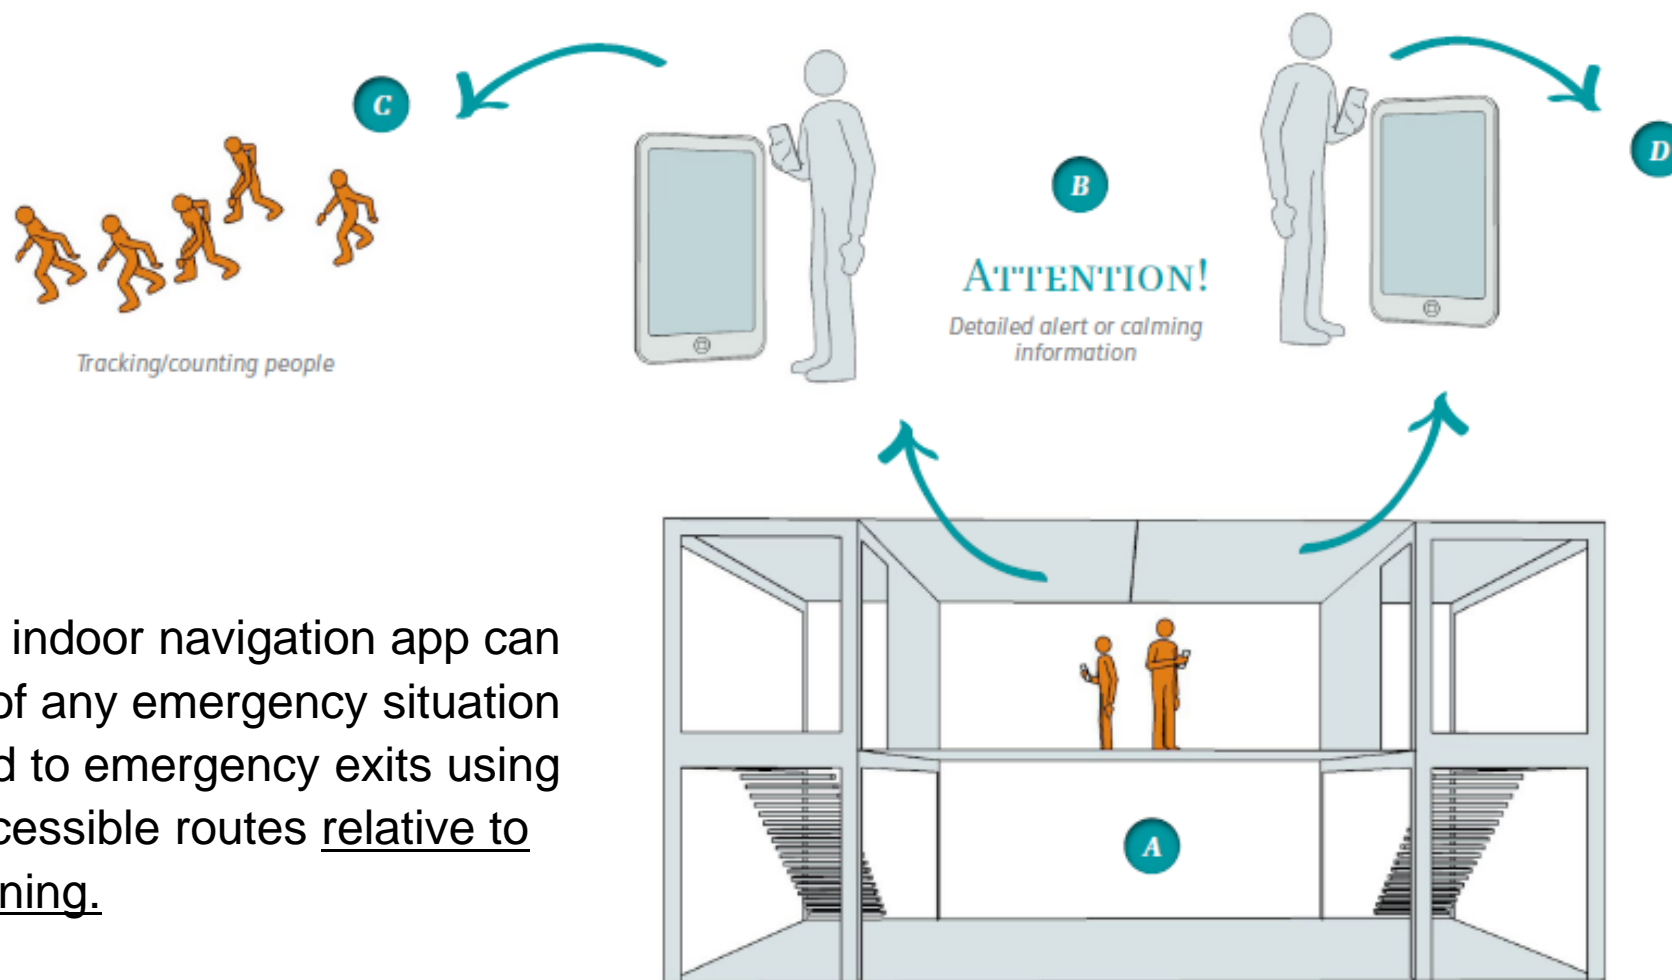 C
D
B
ATTENTION!
Detailed alert or calming
information
Tracking/counting people
indoor navigation app can
of any emergency situation
d to emergency exits using
cessible routes relative to
ning.
A